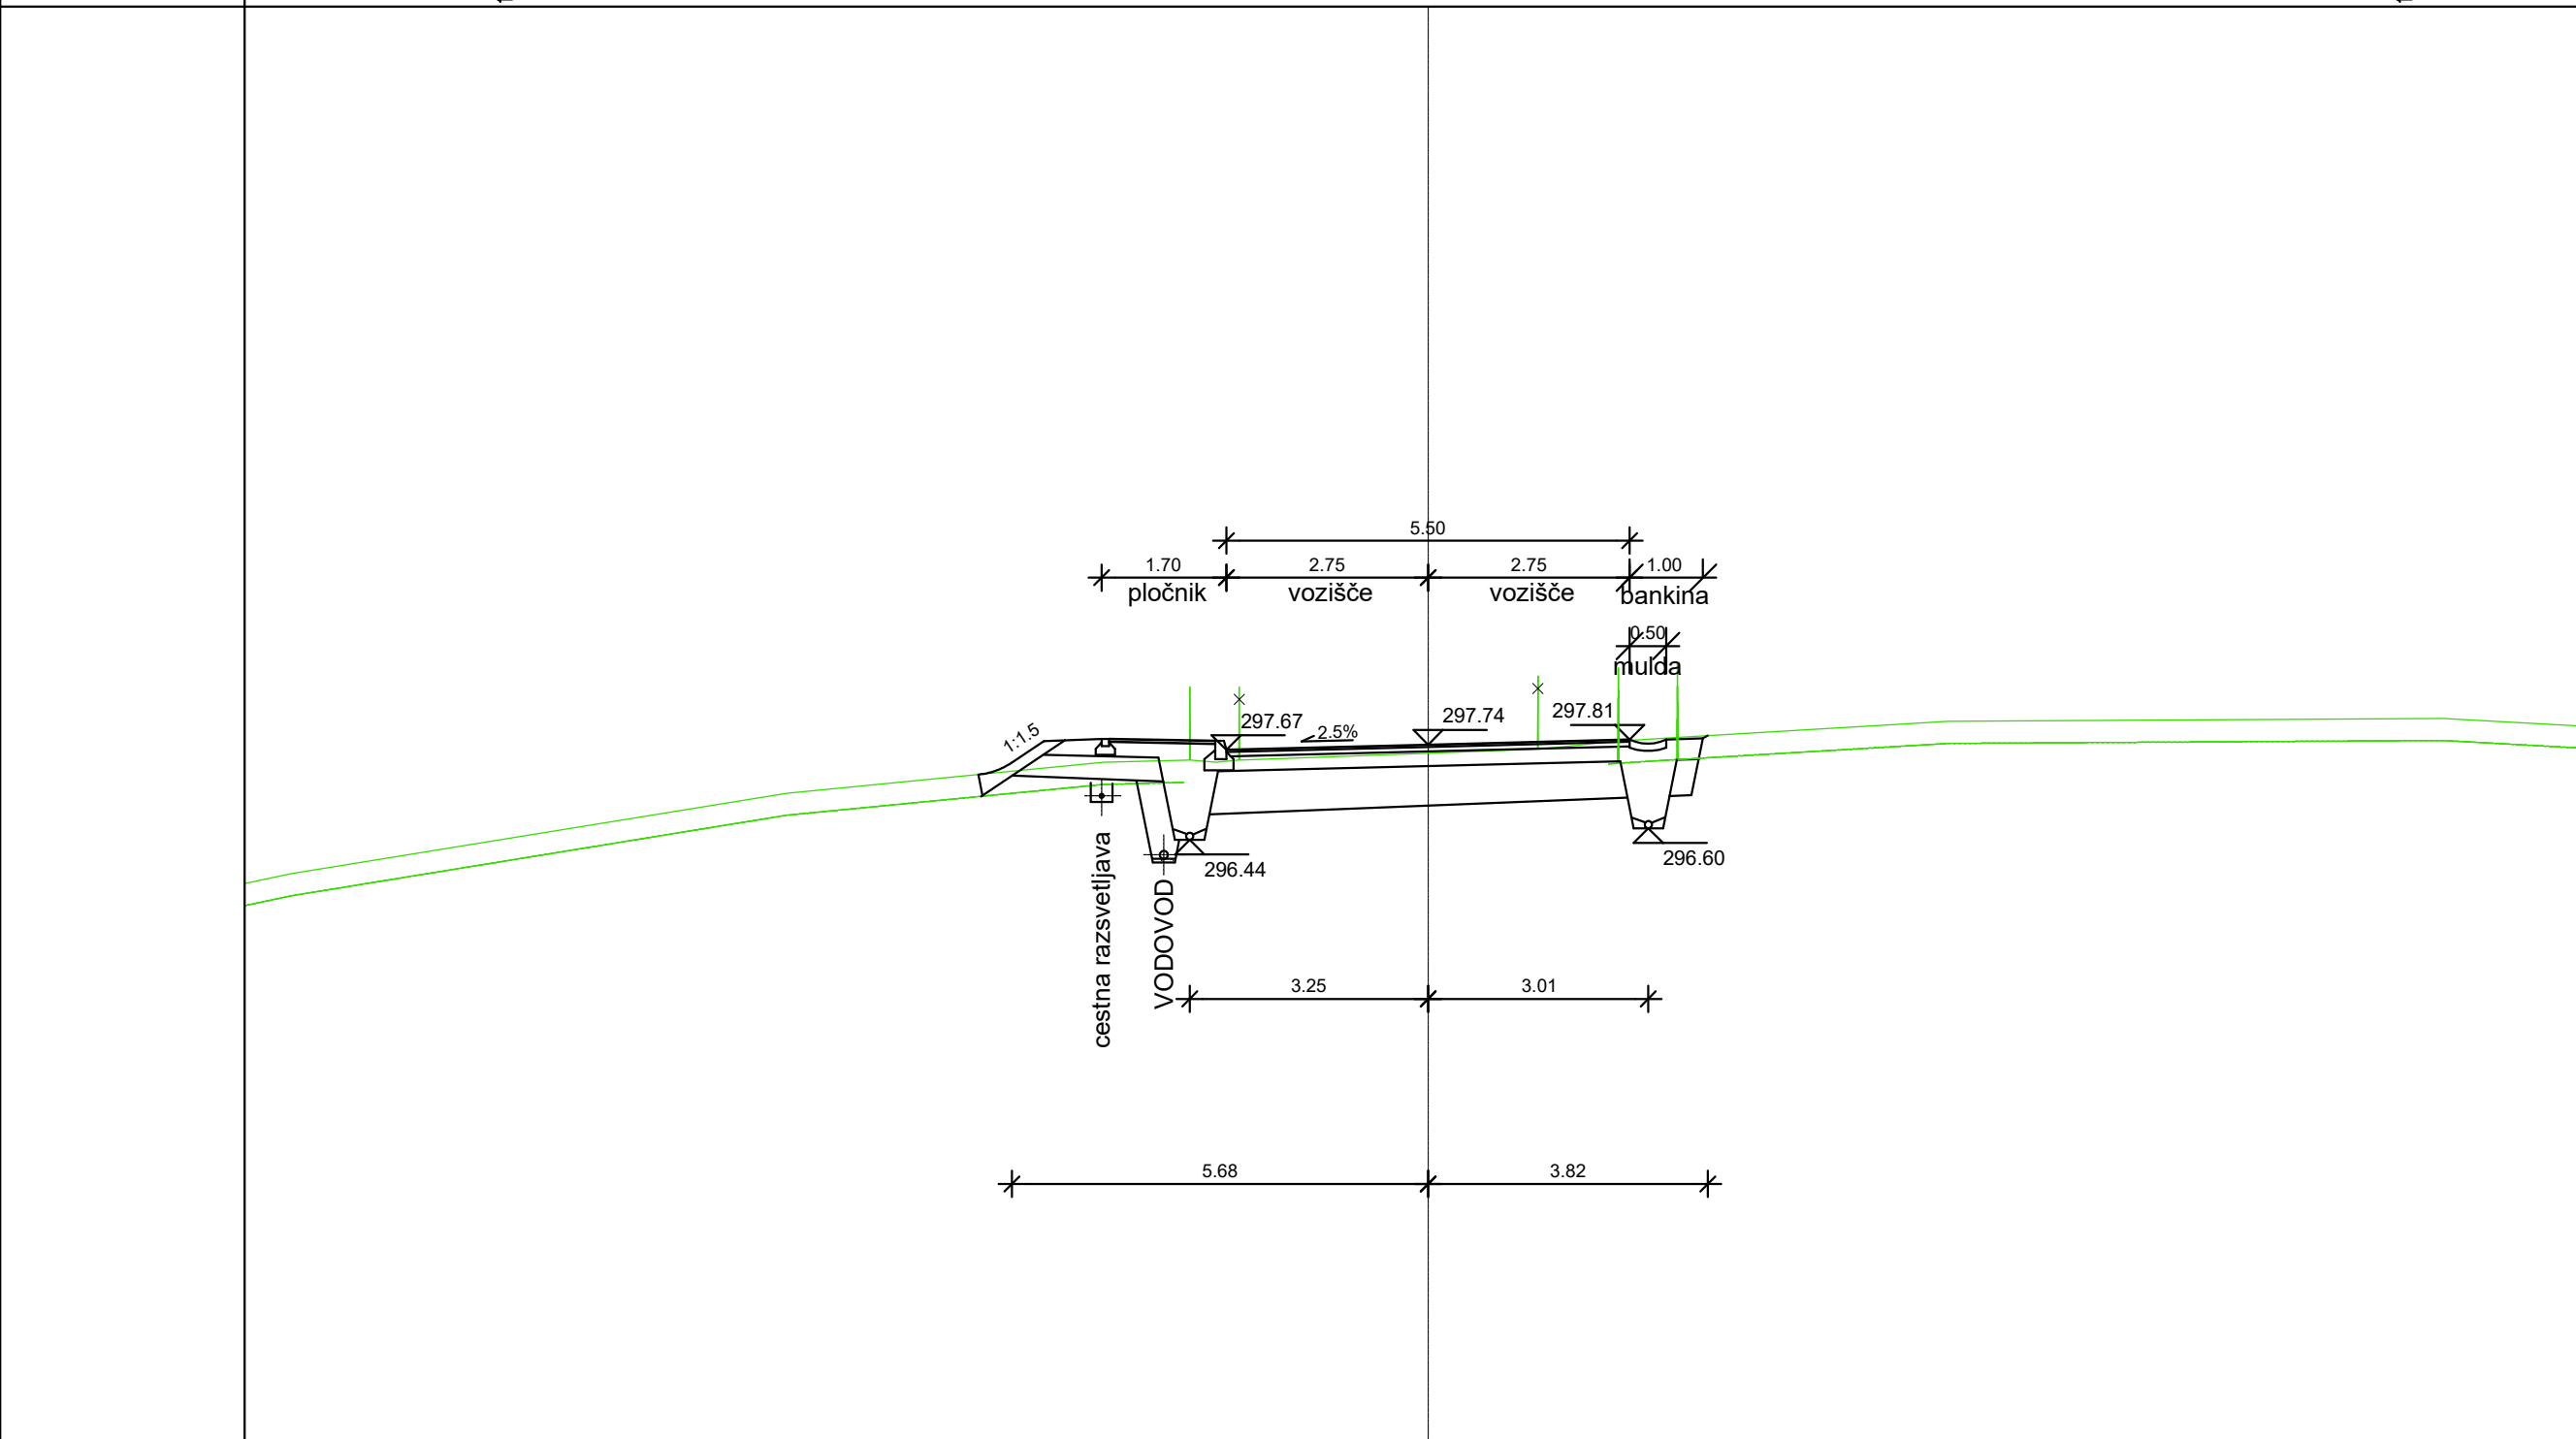 5.50
1.70 2.75 2.75 1.00
pločnik vozišče vozišče bankina
0.50
mulda
1:1.5 297.67 2.5% 297.74 297.81
296.44 296.60
cestna razsvetljava
VODOVOD
3.25 3.01
5.68 3.82